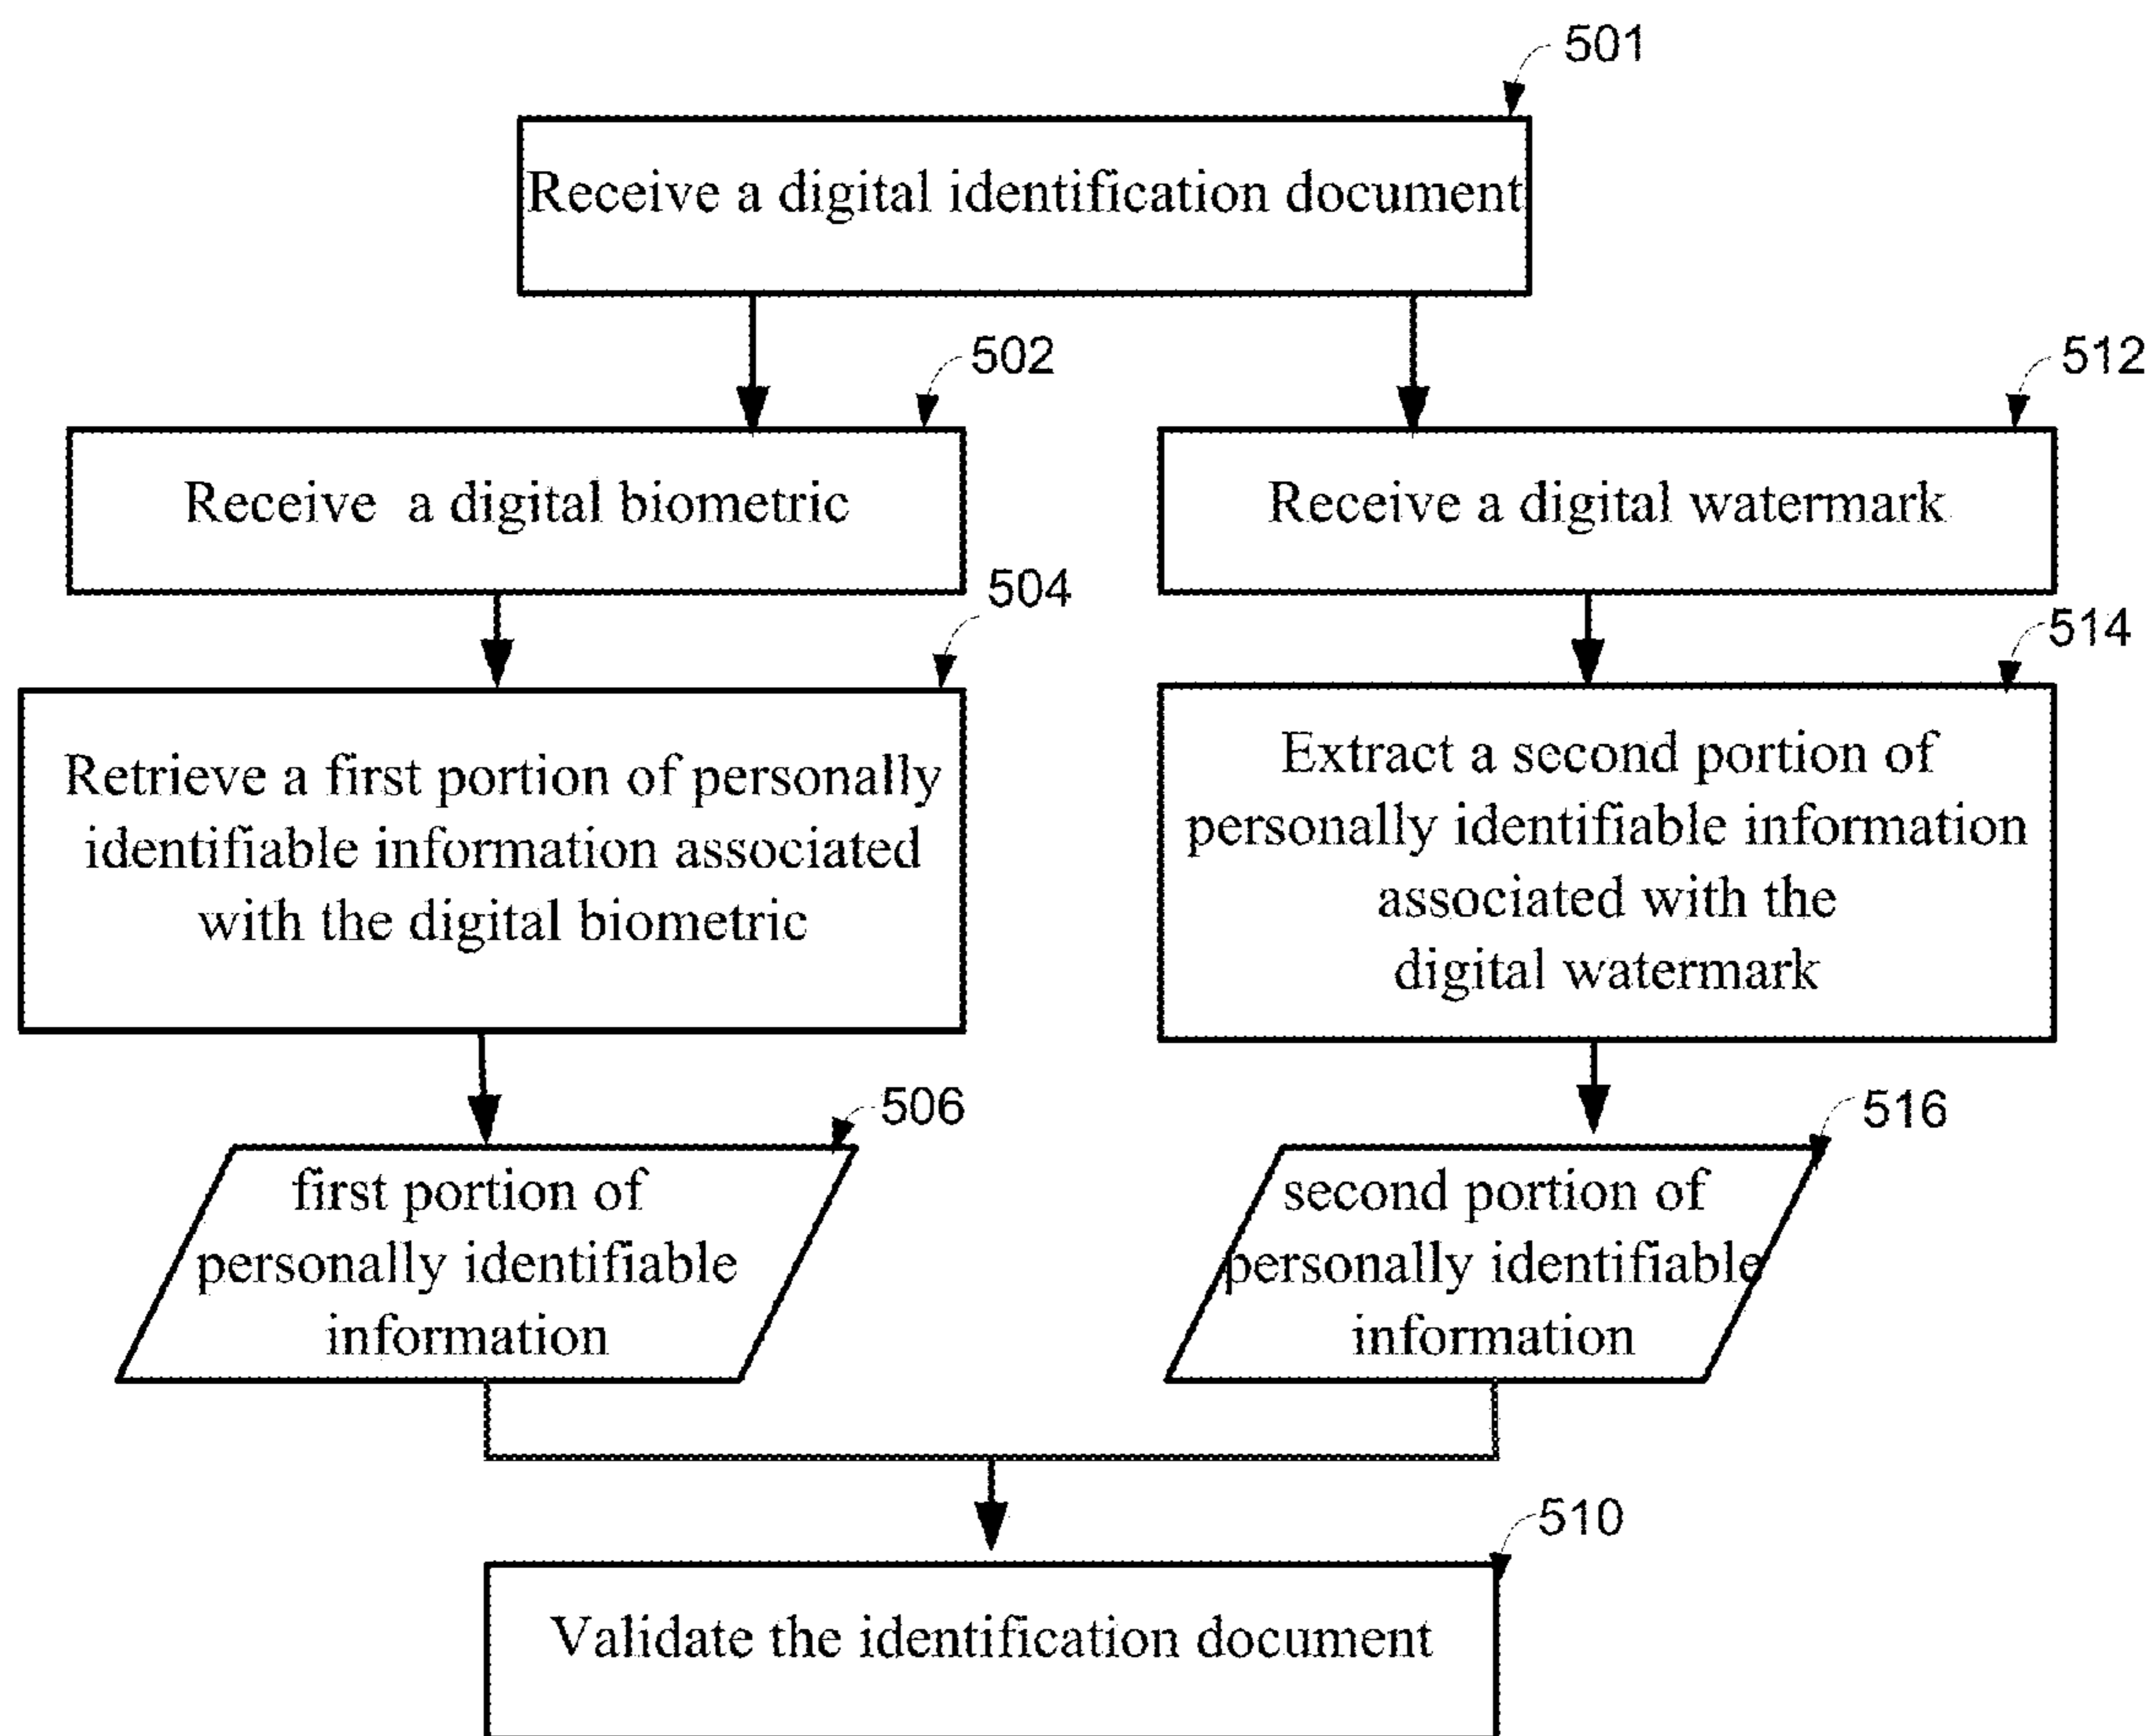 501
Receive a digital identification document
502
512
Receive a digital biometric
Receive a digital watermark
504
514
Retrieve a first portion of personally
identifiable information associated
with the digital biometric
Extract a second portion of
personally identifiable information
associated with the
digital watermark
506
516
first portion of
personally identifiable
information
second portion of
personally identifiable
information
510
Validate the identification document